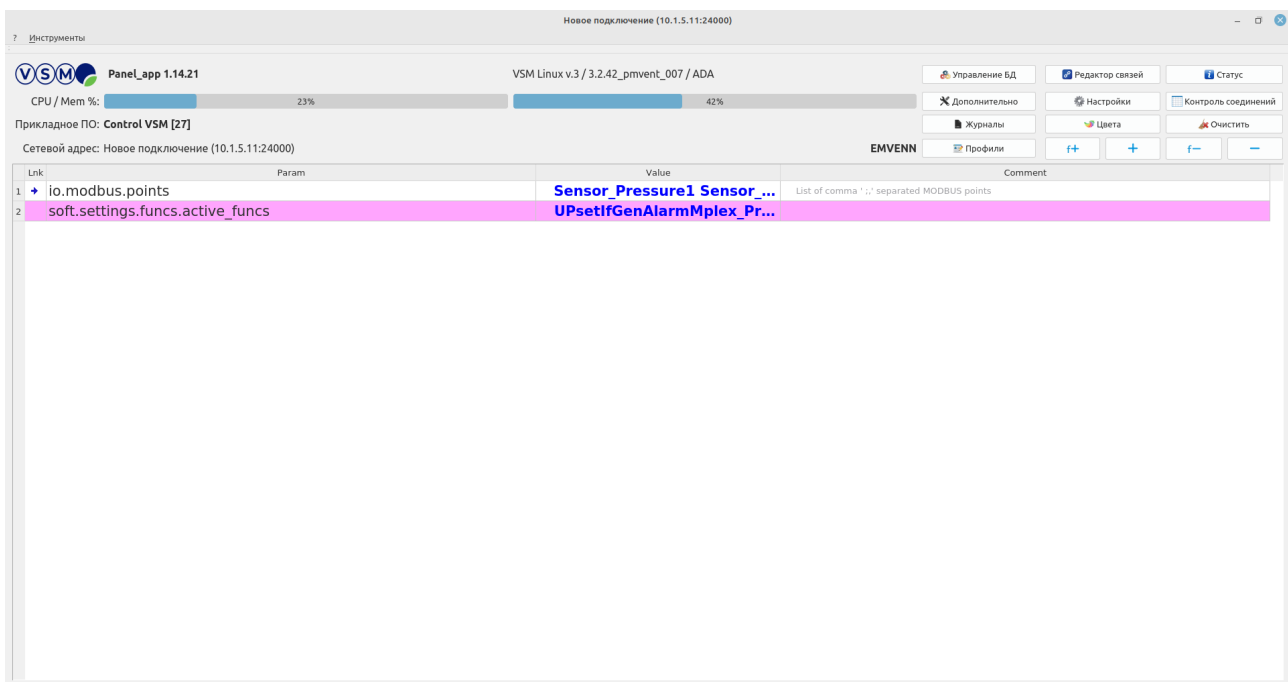 Новое подключение (10.1.5.11:24000)
? Инструменты
VSM Panel_app 1.14.21 VSM Linux v.3 / 3.2.42_pmvent_007 / ADA Управление БД Редактор связей Статус
CPU / Mem %: 23% 42% Дополнительно Настройки Контроль соединений
Прикладное ПО: Control VSM [27] Журналы Цвета Очистить
Сетевой адрес: Новое подключение (10.1.5.11:24000) EMVENN Профили f+ + f− −
Lnk Param Value Comment
1 io.modbus.points Sensor_Pressure1 Sensor_... List of comma ' ;,' separated MODBUS points
2 soft.settings.funcs.active_funcs UPsetIfGenAlarmMplex_Pr...